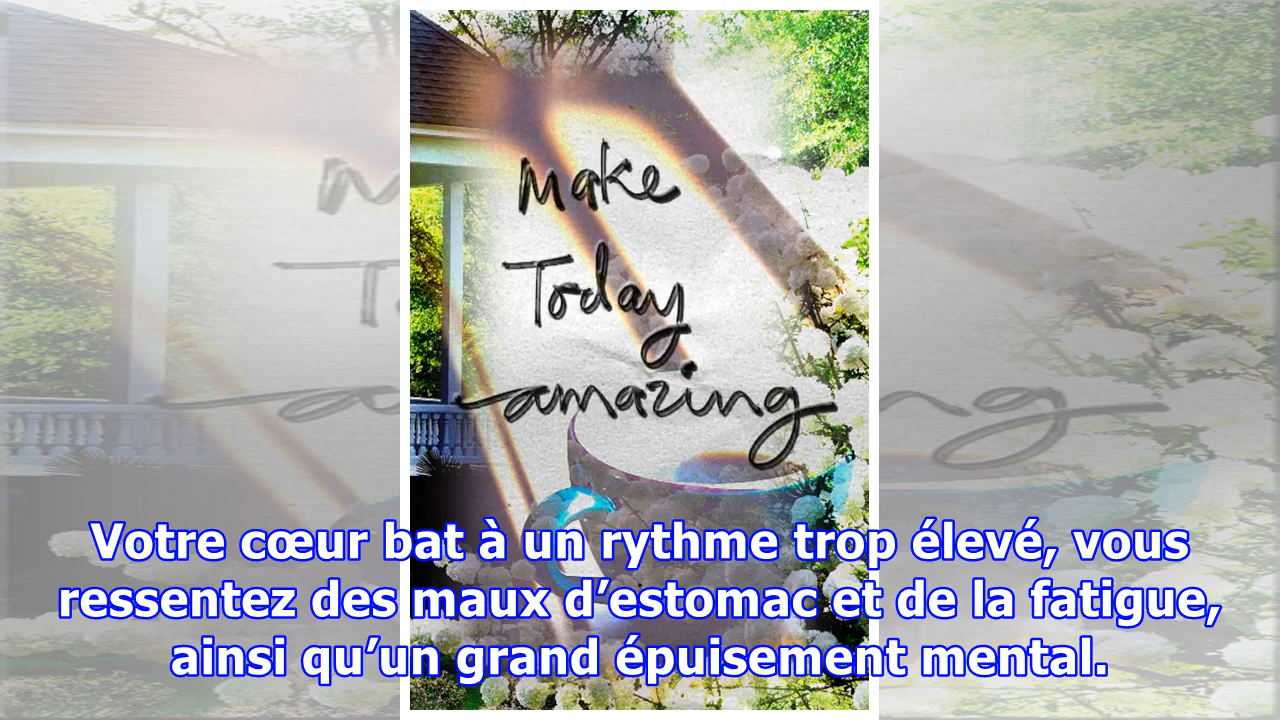 Make
Today
amazing
Votre cœur bat à un rythme trop élevé, vous
ressentez des maux d’estomac et de la fatigue,
ainsi qu’un grand épuisement mental.